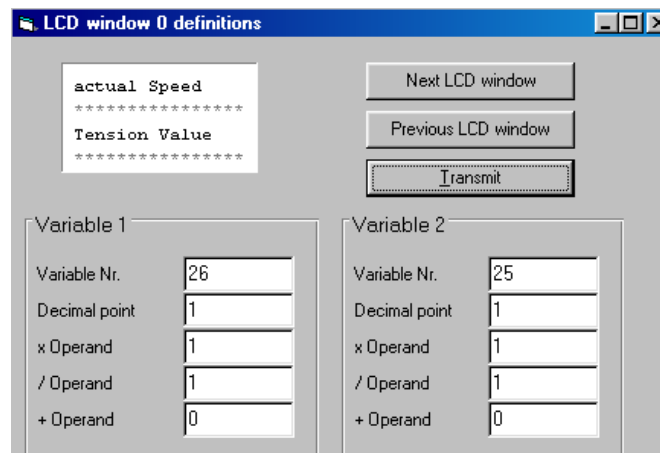 LCD window 0 definitions
actual Speed
****************
Tension Value
****************
Next LCD window
Previous LCD window
Transmit
Variable 1
Variable Nr. 26
Decimal point 1
x Operand 1
/ Operand 1
+ Operand 0
Variable 2
Variable Nr. 25
Decimal point 1
x Operand 1
/ Operand 1
+ Operand 0